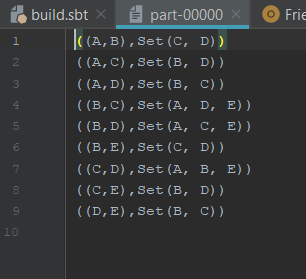 build.sbt part-00000 Frie
1 ((A,B),Set(C, D))
2 ((A,C),Set(B, D))
3 ((A,D),Set(B, C))
4 ((B,C),Set(A, D, E))
5 ((B,D),Set(A, C, E))
6 ((B,E),Set(C, D))
7 ((C,D),Set(A, B, E))
8 ((C,E),Set(B, D))
9 ((D,E),Set(B, C))
10